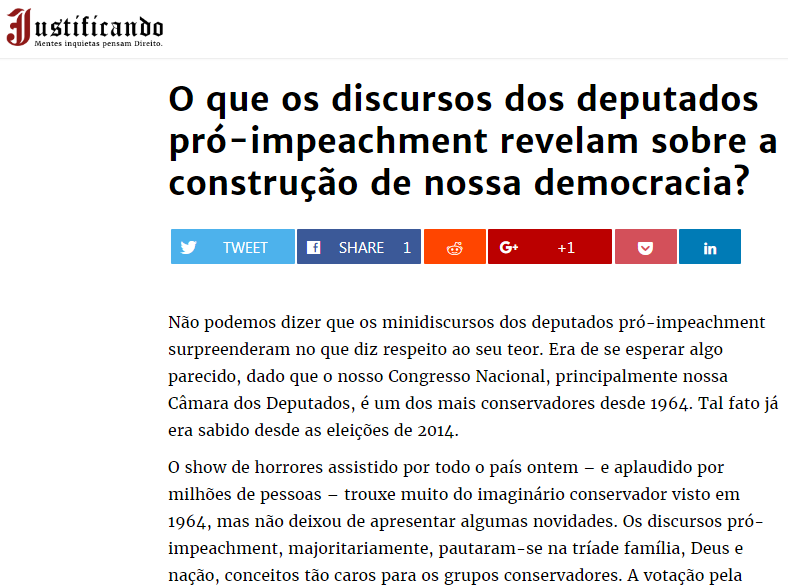 Justificando
Mentes inquietas pensam Direito.
O que os discursos dos deputados
pró-impeachment revelam sobre a
construção de nossa democracia?
TWEET SHARE 1 G+ +1 in
Não podemos dizer que os minidiscursos dos deputados pró-impeachment
surpreenderam no que diz respeito ao seu teor. Era de se esperar algo
parecido, dado que o nosso Congresso Nacional, principalmente nossa
Câmara dos Deputados, é um dos mais conservadores desde 1964. Tal fato já
era sabido desde as eleições de 2014.
O show de horrores assistido por todo o país ontem – e aplaudido por
milhões de pessoas – trouxe muito do imaginário conservador visto em
1964, mas não deixou de apresentar algumas novidades. Os discursos pró-
impeachment, majoritariamente, pautaram-se na tríade família, Deus e
nação, conceitos tão caros para os grupos conservadores. A votação pela